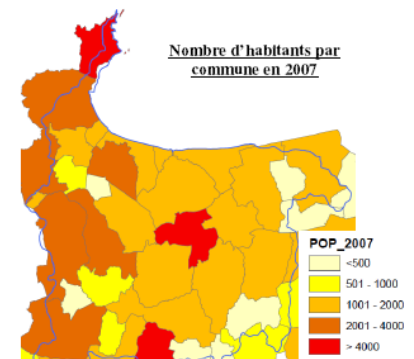 Nombre d'habitants par
commune en 2007
POP_2007
<500
501 - 1000
1001 - 2000
2001 - 4000
> 4000